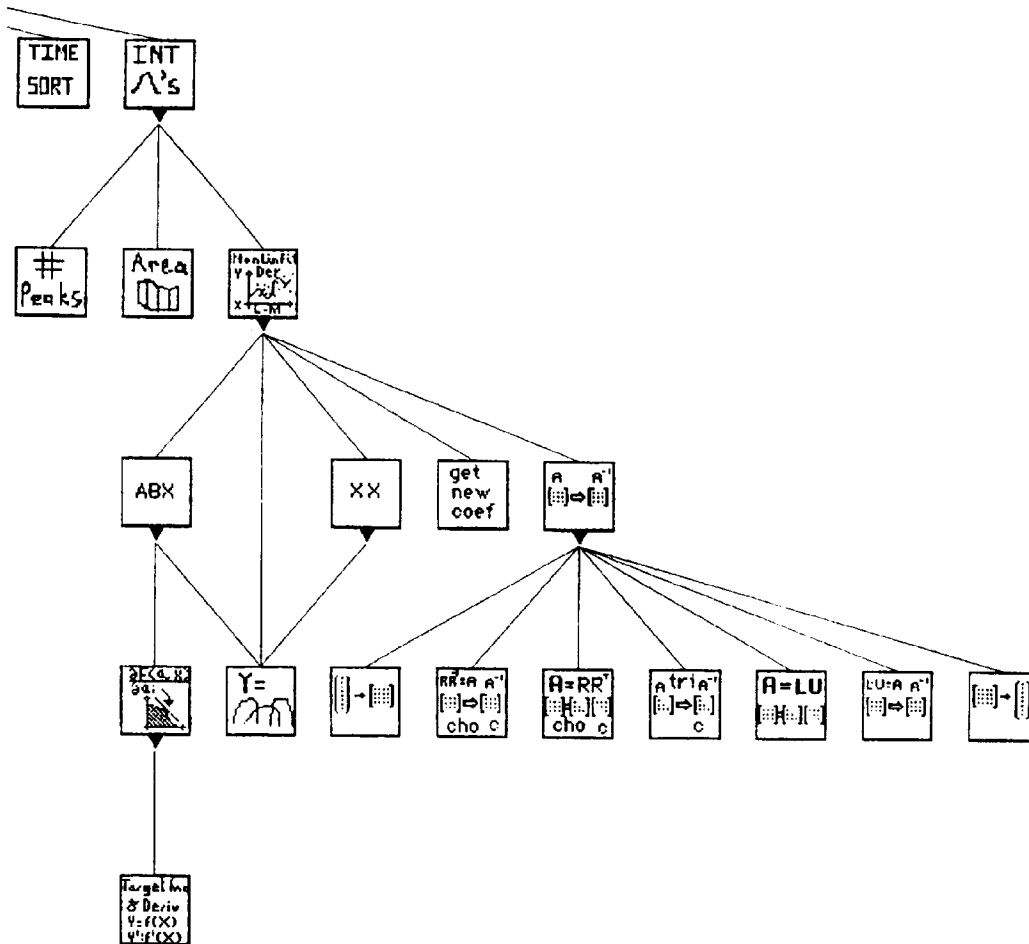 TIME
SORT
INT
's
#
Peaks
Area
NonLinFit
Y Der.
X L-M
ABX
XX
get
new
coef
A A⁻¹
[]⇨[]
∂F(a,X)
∂a:
Y=
[]→[]
RRᵀ=A A⁻¹
[]⇨[]
cho c
A=RRᵀ
[]=[][]
cho c
A tri A⁻¹
[]⇨[]
c
A=LU
[]=[][]
LU=A A⁻¹
[]⇨[]
[]→[
Target
& Deriv
Y=f(X)
Y'=f'(X)